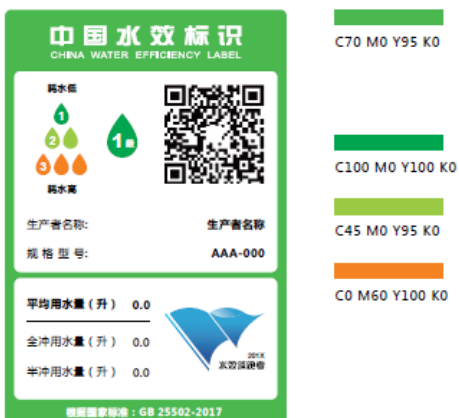 中国水效标识
CHINA WATER EFFICIENCY LABEL
耗水低
1
2
3
耗水高
1级
生产者名称: 生产者名称
规格型号: AAA-000
平均用水量(升) 0.0
全冲用水量(升) 0.0
半冲用水量(升) 0.0
201X
水效领跑者
根据国家标准:GB 25502-2017
C70 M0 Y95 K0
C100 M0 Y100 K0
C45 M0 Y95 K0
C0 M60 Y100 K0